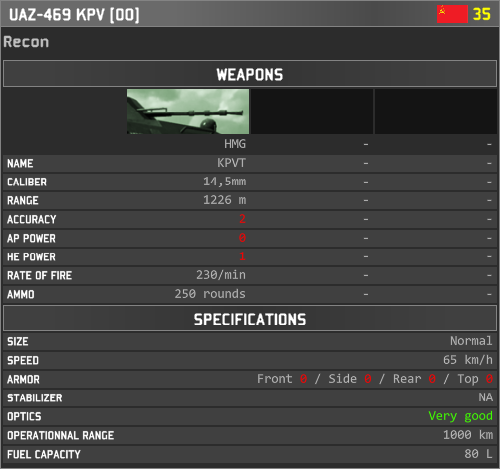 UAZ-469 KPV [OO] 35
Recon
WEAPONS
HMG - -
NAME KPVT - -
CALIBER 14,5mm - -
RANGE 1226 m - -
ACCURACY 2 - -
AP POWER 0 - -
HE POWER 1 - -
RATE OF FIRE 230/min - -
AMMO 250 rounds - -
SPECIFICATIONS
SIZE Normal
SPEED 65 km/h
ARMOR Front 0 / Side 0 / Rear 0 / Top 0
STABILIZER NA
OPTICS Very good
OPERATIONNAL RANGE 1000 km
FUEL CAPACITY 80 L